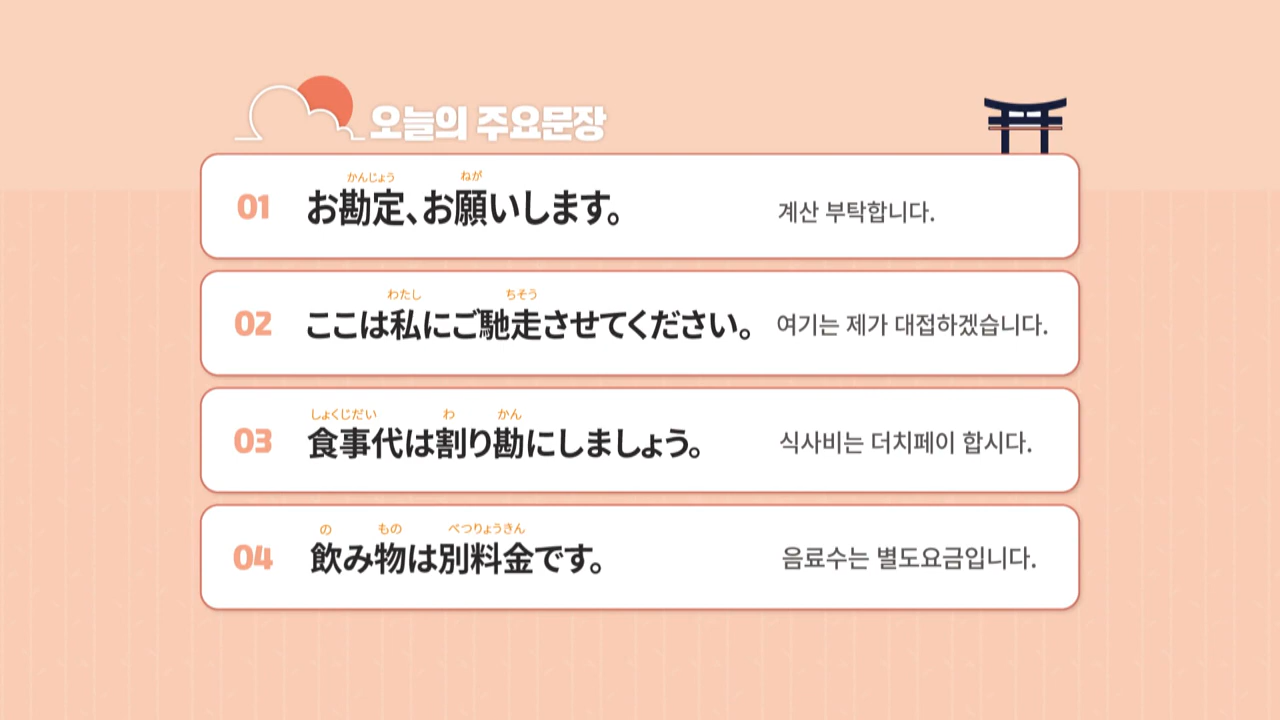 오늘의 주요문장
かんじょう ねが
01 お勘定、お願いします。 계산 부탁합니다.
わたし ちそう
02 ここは私にご馳走させてください。 여기는 제가 대접하겠습니다.
しょくじだい わ かん
03 食事代は割り勘にしましょう。 식사비는 더치페이 합시다.
の もの べつりょうきん
04 飲み物は別料金です。 음료수는 별도요금입니다.